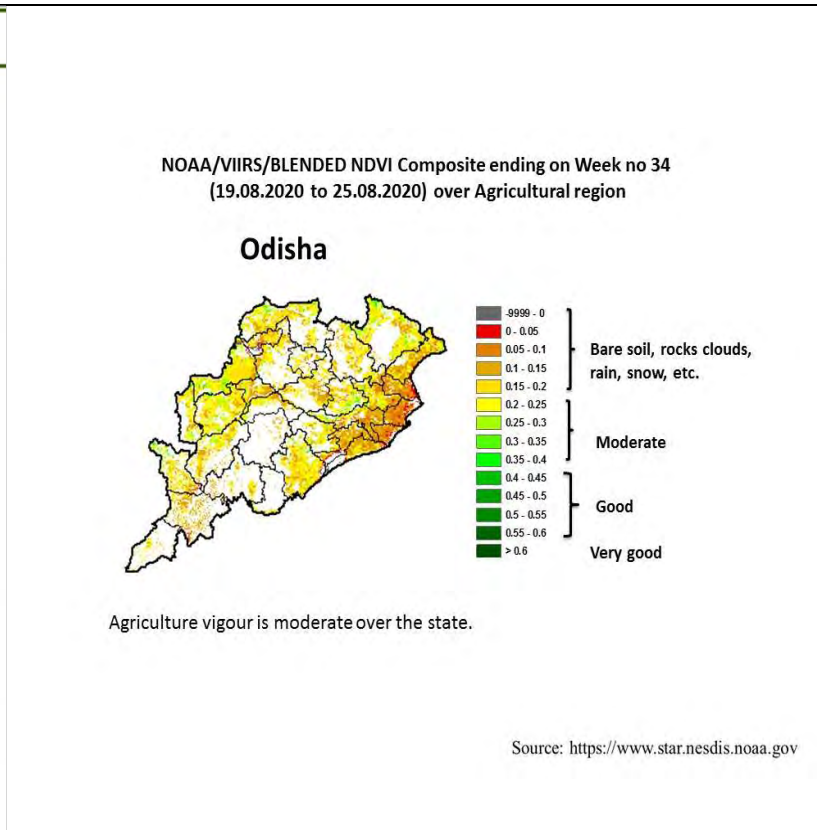 NOAA/VIIRS/BLENDED NDVI Composite ending on Week no 34
(19.08.2020 to 25.08.2020) over Agricultural region
Odisha
-9999 - 0
0 - 0.05
0.05 - 0.1
0.1 - 0.15
0.15 - 0.2
0.2 - 0.25
0.25 - 0.3
0.3 - 0.35
0.35 - 0.4
0.4 - 0.45
0.45 - 0.5
0.5 - 0.55
0.55 - 0.6
> 0.6
Bare soil, rocks clouds,
rain, snow, etc.
Moderate
Good
Very good
Agriculture vigour is moderate over the state.
Source: https://www.star.nesdis.noaa.gov